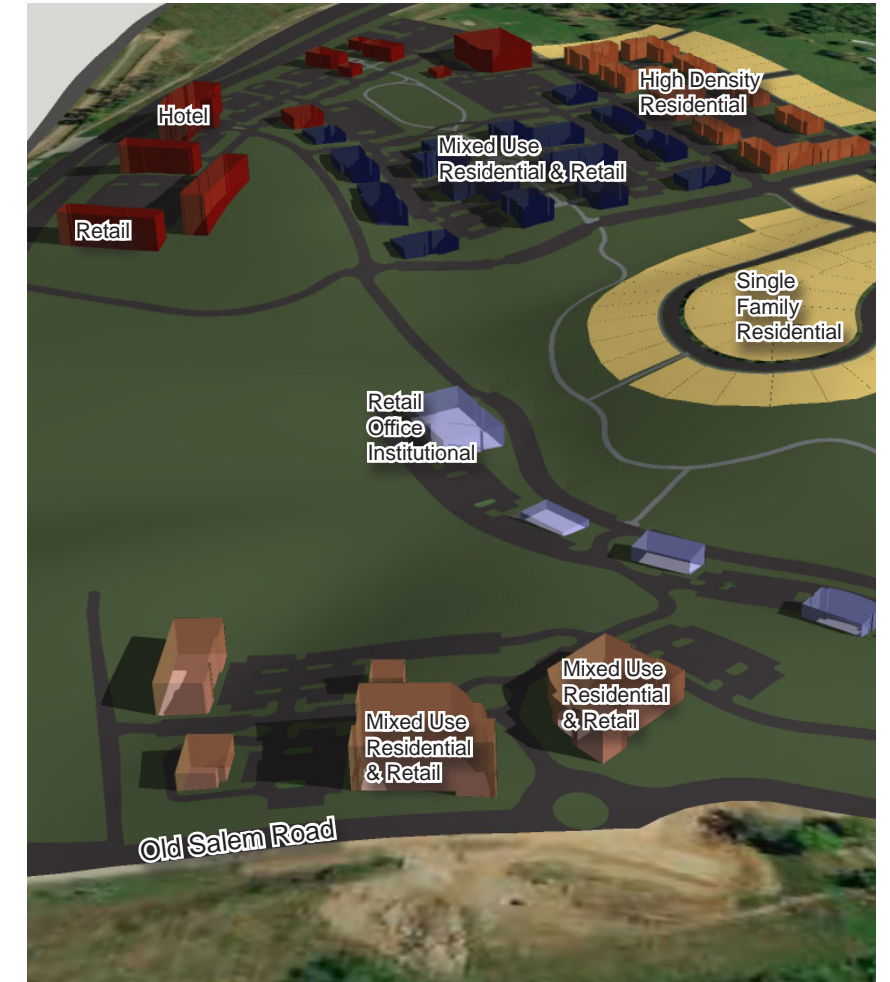 High Density
Residential
Hotel
Mixed Use
Residential & Retail
Retail
Single
Family
Residential
Retail
Office
Institutional
Mixed Use
Residential
& Retail
Mixed Use
Residential
& Retail
Old Salem Road